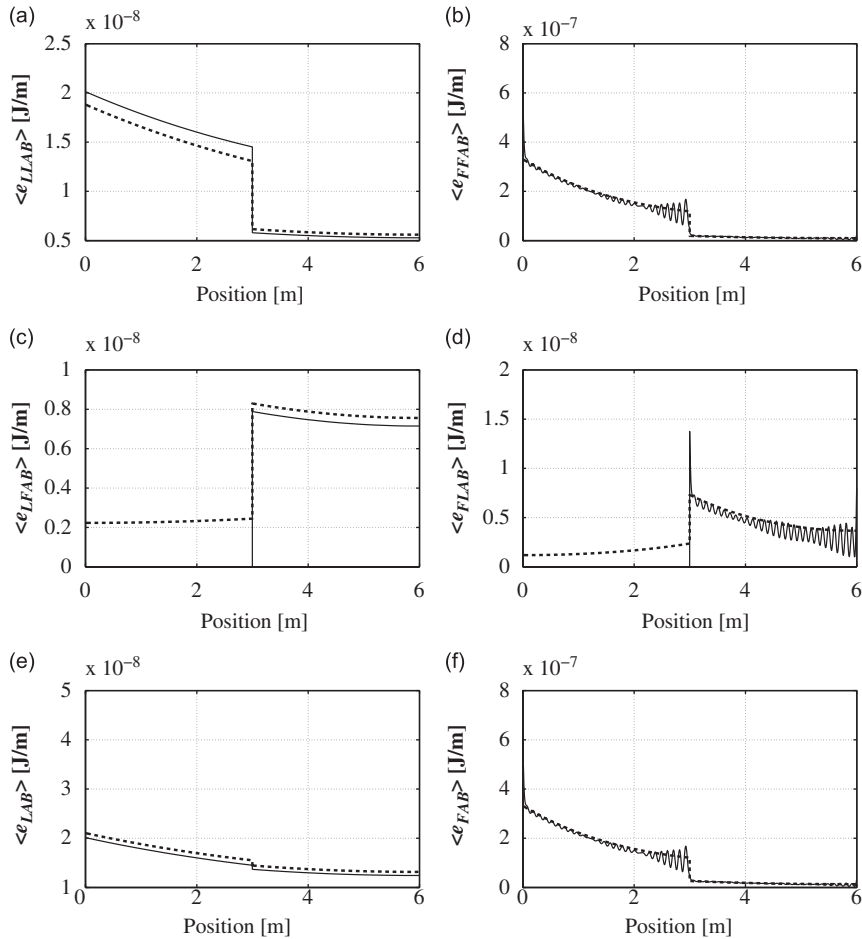 (a)
x 10⁻⁸
<e_LLAB> [J/m]
2.5
2
1.5
1
0.5
0
2
4
6
Position [m]
(b)
x 10⁻⁷
<e_FFAB> [J/m]
8
6
4
2
0
0
2
4
6
Position [m]
(c)
x 10⁻⁸
<e_LFAB> [J/m]
1
0.8
0.6
0.4
0.2
0
0
2
4
6
Position [m]
(d)
x 10⁻⁸
<e_FLAB> [J/m]
2
1.5
1
0.5
0
0
2
4
6
Position [m]
(e)
x 10⁻⁸
<e_LAB> [J/m]
5
4
3
2
1
0
2
4
6
Position [m]
(f)
x 10⁻⁷
<e_FAB> [J/m]
8
6
4
2
0
0
2
4
6
Position [m]